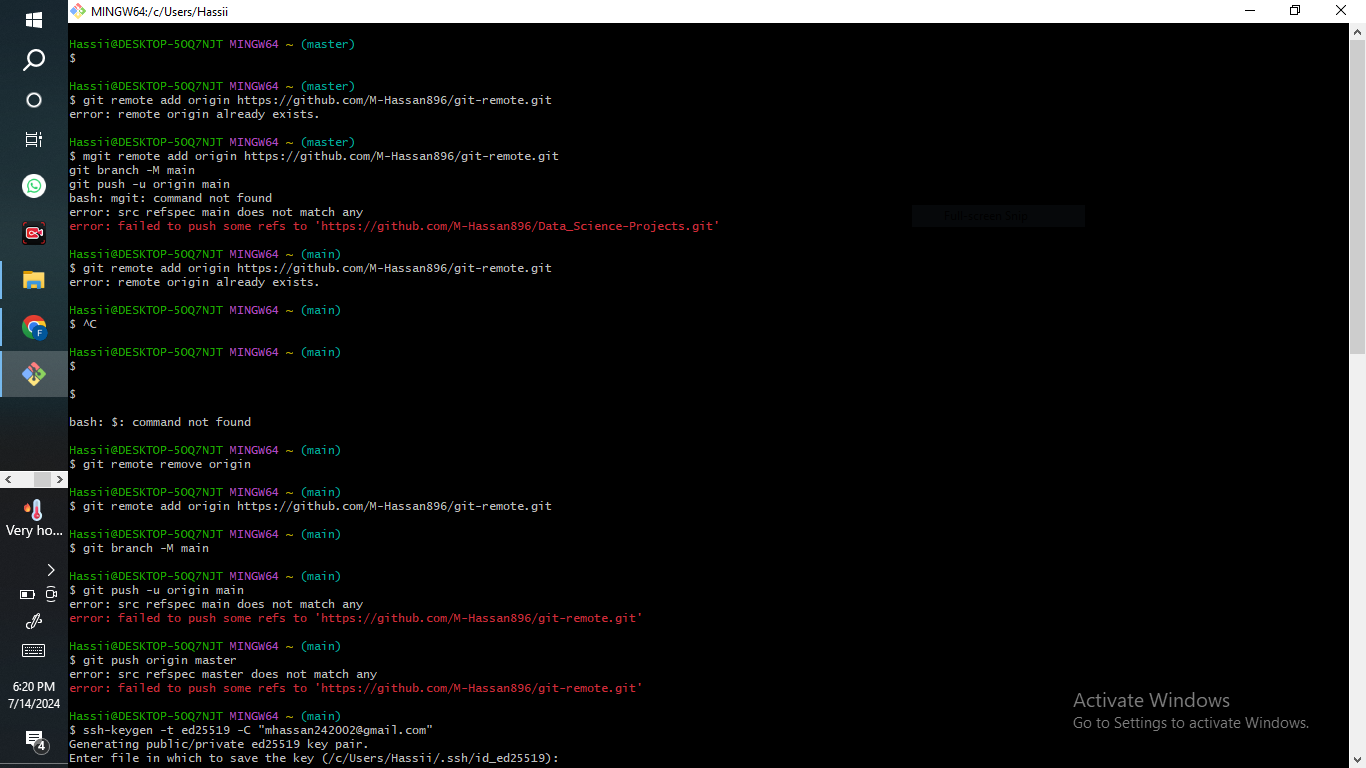 MINGW64:/c/Users/Hassii
Hassii@DESKTOP-5OQ7NJT MINGW64 ~ (master)
$
Hassii@DESKTOP-5OQ7NJT MINGW64 ~ (master)
$ git remote add origin https://github.com/M-Hassan896/git-remote.git
error: remote origin already exists.
Hassii@DESKTOP-5OQ7NJT MINGW64 ~ (master)
$ mgit remote add origin https://github.com/M-Hassan896/git-remote.git
git branch -M main
git push -u origin main
bash: mgit: command not found
error: src refspec main does not match any
error: failed to push some refs to 'https://github.com/M-Hassan896/Data_Science-Projects.git'
Hassii@DESKTOP-5OQ7NJT MINGW64 ~ (main)
$ git remote add origin https://github.com/M-Hassan896/git-remote.git
error: remote origin already exists.
Hassii@DESKTOP-5OQ7NJT MINGW64 ~ (main)
$ ^C
Hassii@DESKTOP-5OQ7NJT MINGW64 ~ (main)
$
$
bash: $: command not found
Hassii@DESKTOP-5OQ7NJT MINGW64 ~ (main)
$ git remote remove origin
Hassii@DESKTOP-5OQ7NJT MINGW64 ~ (main)
$ git remote add origin https://github.com/M-Hassan896/git-remote.git
Hassii@DESKTOP-5OQ7NJT MINGW64 ~ (main)
$ git branch -M main
Hassii@DESKTOP-5OQ7NJT MINGW64 ~ (main)
$ git push -u origin main
error: src refspec main does not match any
error: failed to push some refs to 'https://github.com/M-Hassan896/git-remote.git'
Hassii@DESKTOP-5OQ7NJT MINGW64 ~ (main)
$ git push origin master
error: src refspec master does not match any
error: failed to push some refs to 'https://github.com/M-Hassan896/git-remote.git'
Hassii@DESKTOP-5OQ7NJT MINGW64 ~ (main)
$ ssh-keygen -t ed25519 -C "mhassan242002@gmail.com"
Generating public/private ed25519 key pair.
Enter file in which to save the key (/c/Users/Hassii/.ssh/id_ed25519):
Full-screen Snip
Activate Windows
Go to Settings to activate Windows.
F
Very ho...
6:20 PM
7/14/2024
4